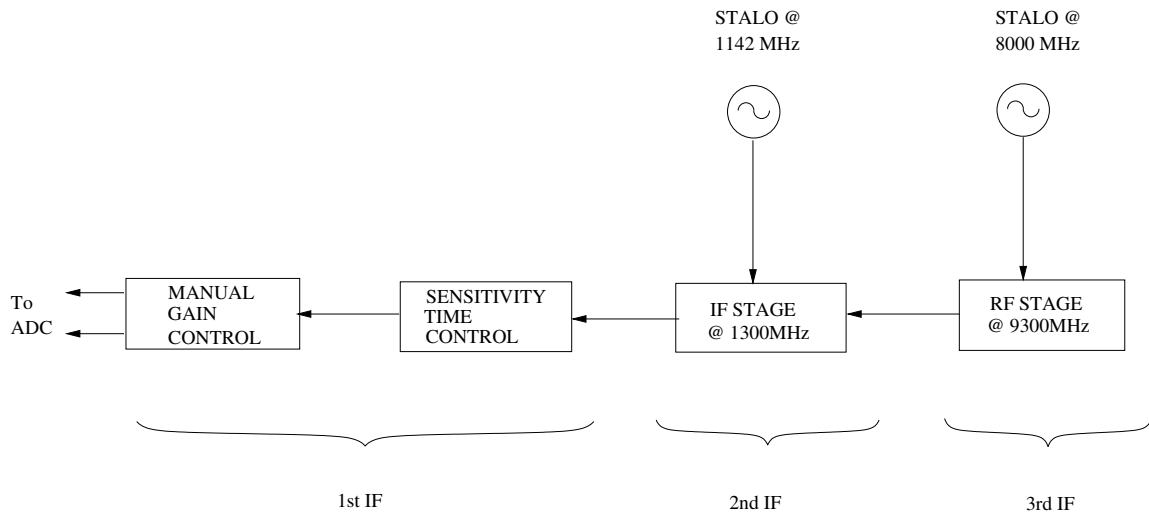 STALO @
1142 MHz
STALO @
8000 MHz
To
ADC
MANUAL
GAIN
CONTROL
SENSITIVITY
TIME
CONTROL
IF STAGE
@ 1300MHz
RF STAGE
@ 9300MHz
1st IF
2nd IF
3rd IF